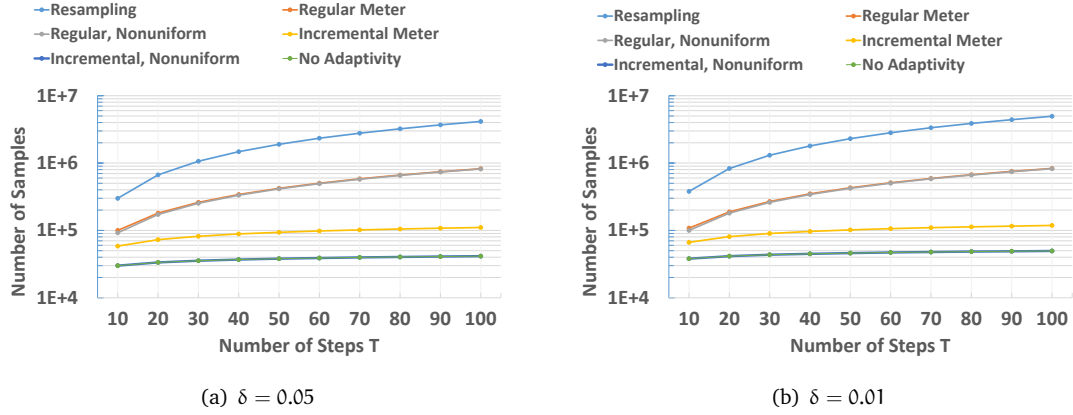 Resampling
Regular Meter
Regular, Nonuniform
Incremental Meter
Incremental, Nonuniform
No Adaptivity
1E+7
1E+6
1E+5
1E+4
Number of Samples
10 20 30 40 50 60 70 80 90 100
Number of Steps T
(a) δ = 0.05
Resampling
Regular Meter
Regular, Nonuniform
Incremental Meter
Incremental, Nonuniform
No Adaptivity
1E+7
1E+6
1E+5
1E+4
Number of Samples
10 20 30 40 50 60 70 80 90 100
Number of Steps T
(b) δ = 0.01